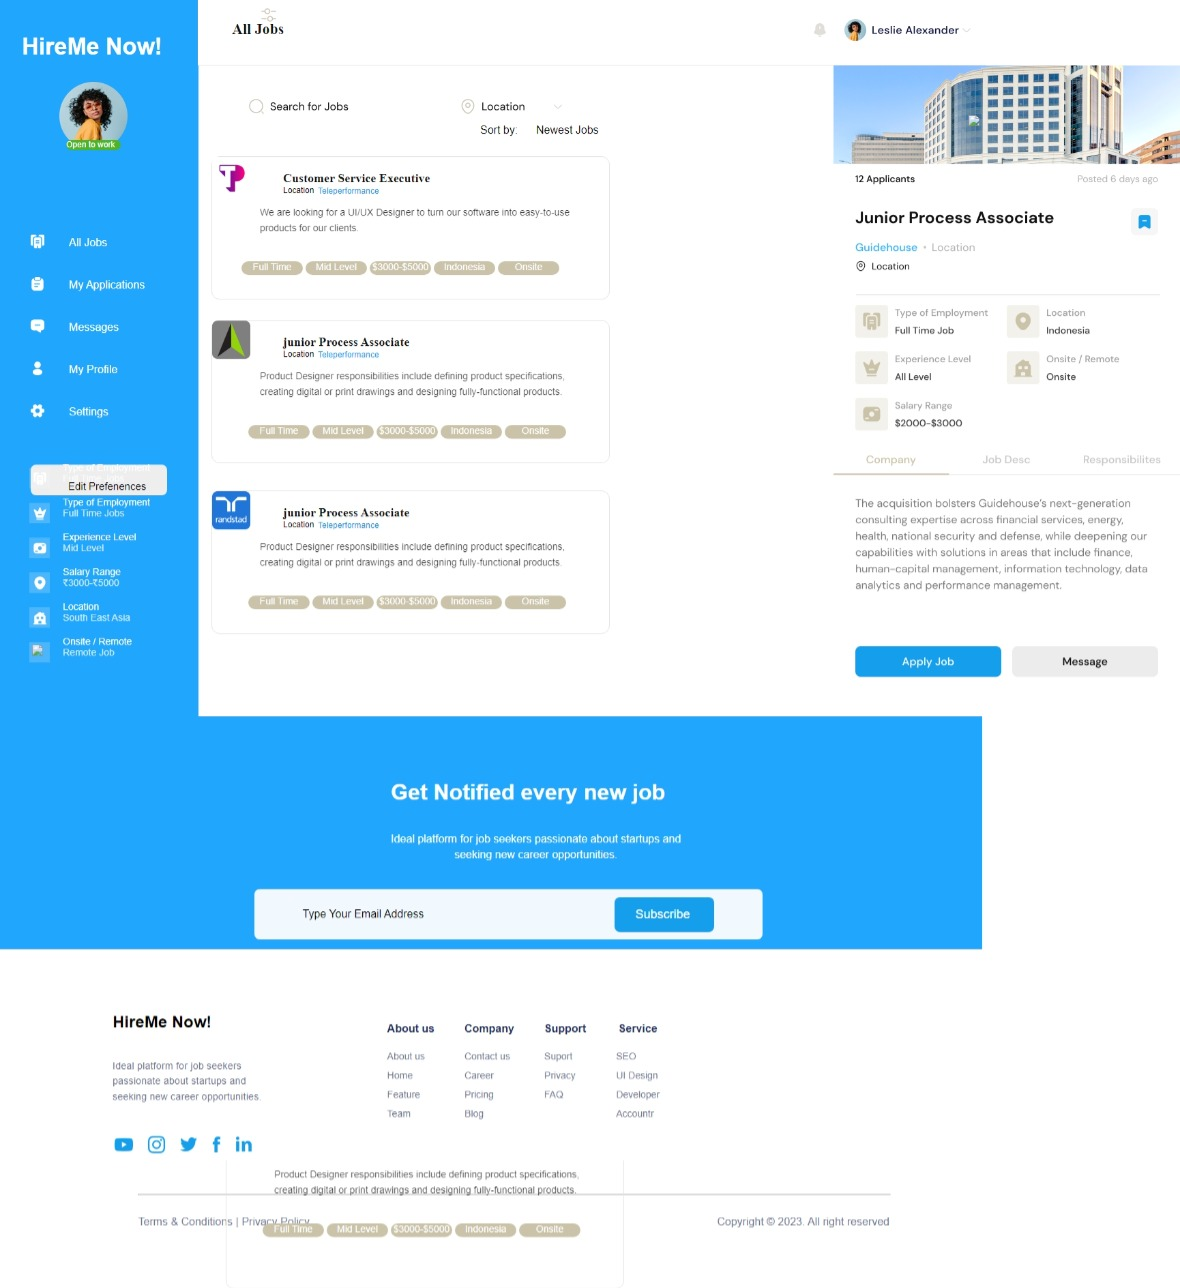 HireMe Now!
Open to work
All Jobs
My Applications
Messages
My Profile
Settings
Type of Employment
Edit Prefenences
Type of Employment
Full Time Jobs
Experience Level
Mid Level
Salary Range
₹3000-₹5000
Location
South East Asia
Onsite / Remote
Remote Job
All Jobs
Leslie Alexander
Search for Jobs
Location
Sort by: Newest Jobs
Customer Service Executive
Location Teleperformance
We are looking for a UI/UX Designer to turn our software into easy-to-use
products for our clients.
Full Time Mid Level $3000-$5000 Indonesia Onsite
junior Process Associate
Location Teleperformance
Product Designer responsibilities include defining product specifications,
creating digital or print drawings and designing fully-functional products.
Full Time Mid Level $3000-$5000 Indonesia Onsite
randstad
junior Process Associate
Location Teleperformance
Product Designer responsibilities include defining product specifications,
creating digital or print drawings and designing fully-functional products.
Full Time Mid Level $3000-$5000 Indonesia Onsite
12 Applicants
Posted 6 days ago
Junior Process Associate
Guidehouse • Location
Location
Type of Employment
Full Time Job
Location
Indonesia
Experience Level
All Level
Onsite / Remote
Onsite
Salary Range
$2000-$3000
Company Job Desc Responsibilites
The acquisition bolsters Guidehouse's next-generation
consulting expertise across financial services, energy,
health, national security and defense, while deepening our
capabilities with solutions in areas that include finance,
human-capital management, information technology, data
analytics and performance management.
Apply Job
Message
Get Notified every new job
Ideal platform for job seekers passionate about startups and
seeking new career opportunities.
Type Your Email Address
Subscribe
HireMe Now!
Ideal platform for job seekers
passionate about startups and
seeking new career opportunities.
About us
About us
Home
Feature
Team
Company
Contact us
Career
Pricing
Blog
Support
Suport
Privacy
FAQ
Service
SEO
UI Design
Developer
Accountr
Product Designer responsibilities include defining product specifications,
creating digital or print drawings and designing fully-functional products.
Terms & Conditions | Privacy Policy
Copyright © 2023. All right reserved
Full Time Mid Level $3000-$5000 Indonesia Onsite